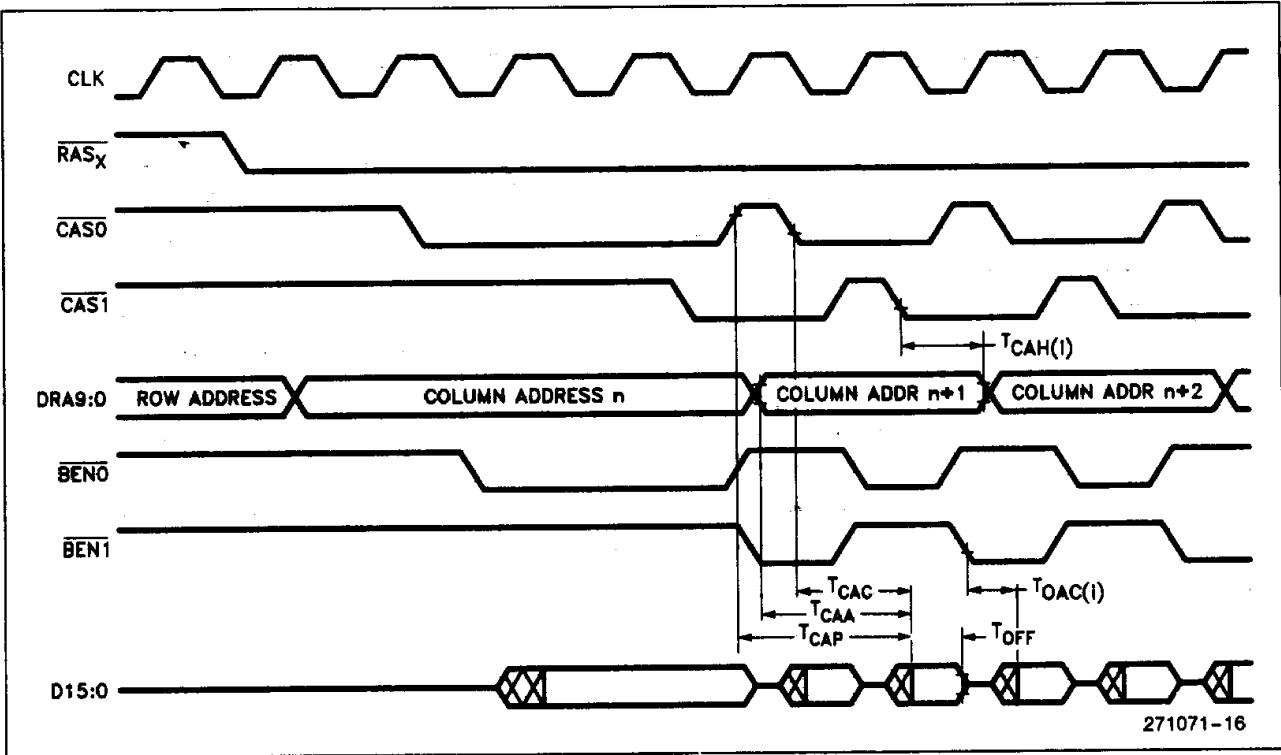 CLK
RASX
CAS0
CAS1
TCAH(I)
DRA9:0 ROW ADDRESS COLUMN ADDRESS n COLUMN ADDR n+1 COLUMN ADDR n+2
BEN0
BEN1
TCAC TOAC(I)
TCAA
TCAP TOFF
D15:0
271071-16